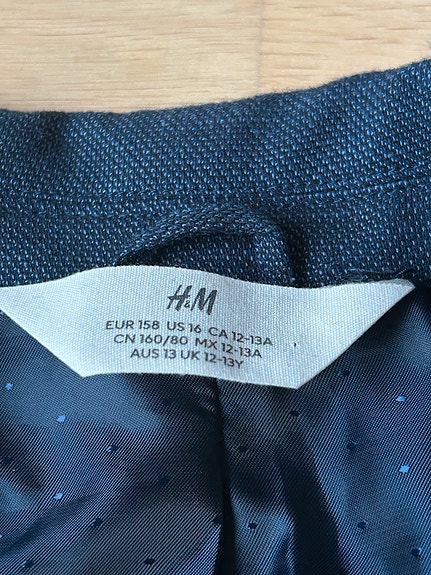 H&M
EUR 158 US 16 CA 12-13A
CN 160/80 MX 12-13A
AUS 13 UK 12-13Y